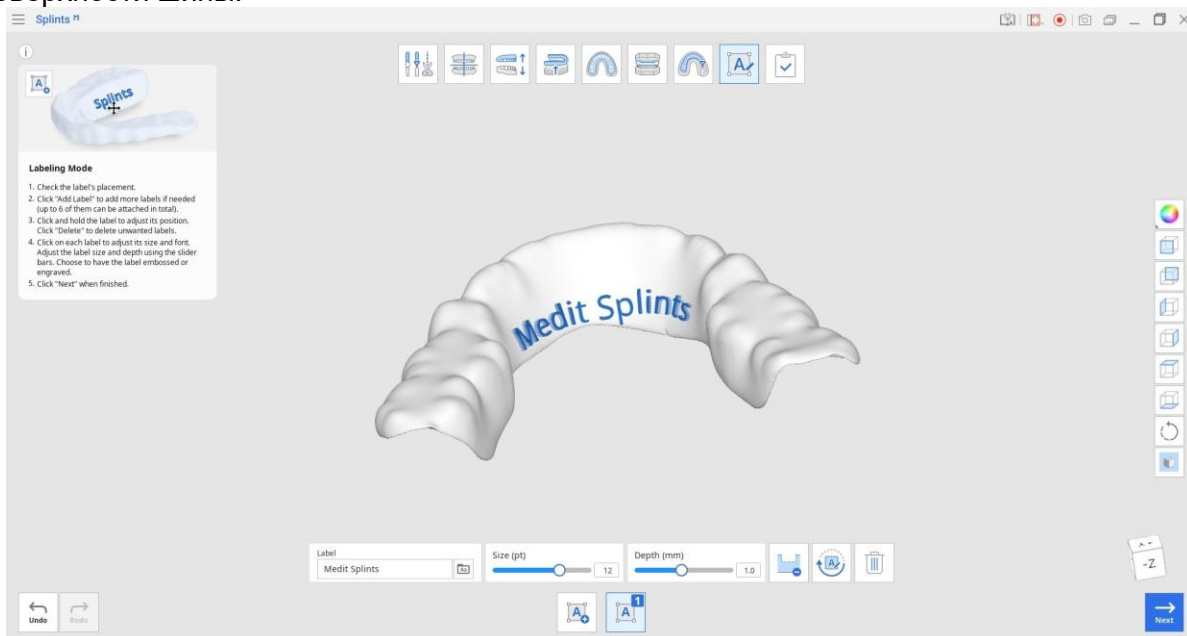 Splints
Splints
Labeling Mode
1. Check the label's placement.
2. Click "Add Label" to add more labels if needed
(up to 6 of them can be attached in total).
3. Click and hold the label to adjust its position.
Click "Delete" to delete unwanted labels.
4. Click on each label to adjust its size and font.
Adjust the label size and depth using the slider
bars. Choose to have the label embossed or
engraved.
5. Click "Next" when finished.
Medit Splints
Label
Medit Splints
Size (pt)
12
Depth (mm)
1.0
-Z
1
Undo
Redo
Next